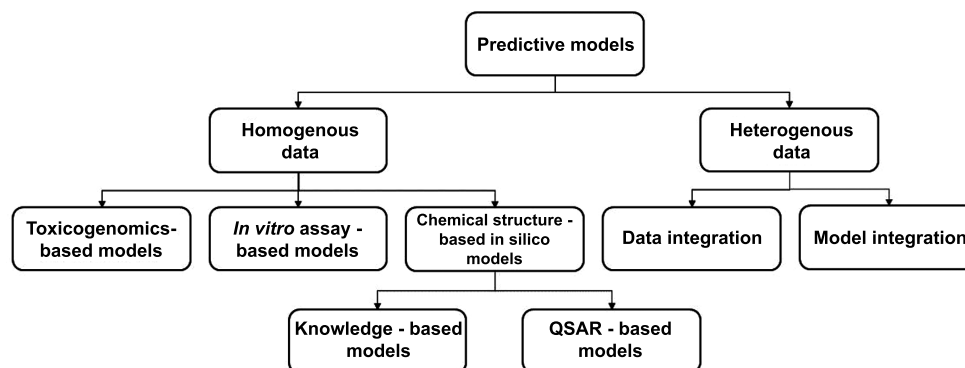 Predictive models
Homogenous
data
Heterogenous
data
Toxicogenomics-
based models
In vitro assay -
based models
Chemical structure -
based in silico
models
Data integration
Model integration
Knowledge - based
models
QSAR - based
models